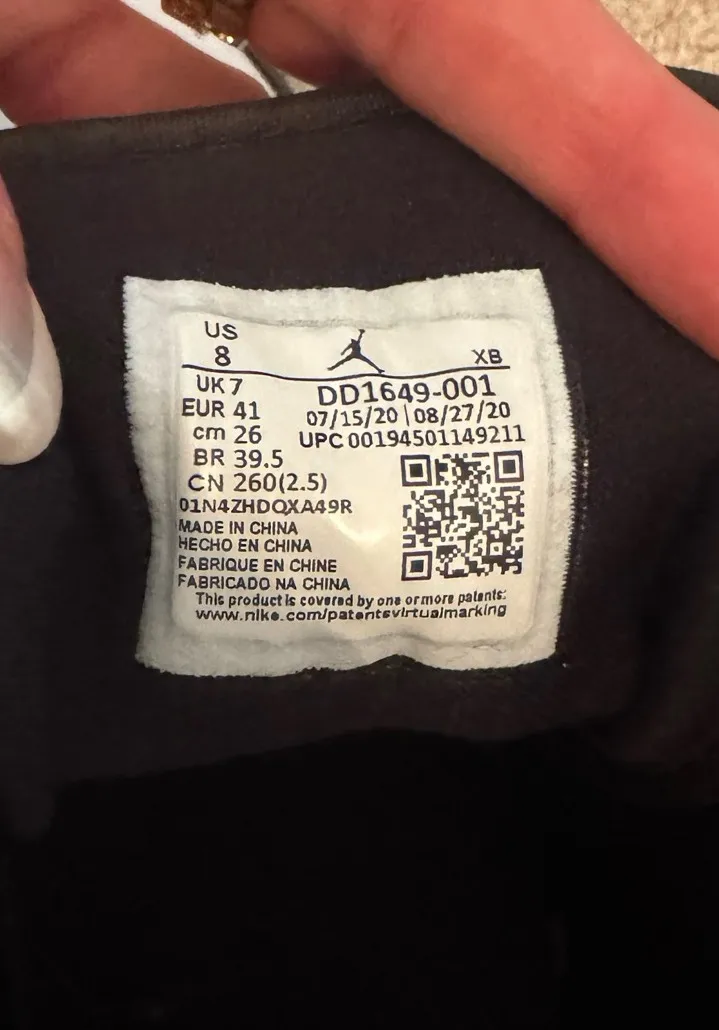 US
8
XB
UK 7
DD1649-001
EUR 41
07/15/20 | 08/27/20
cm 26
UPC 00194501149211
BR 39.5
CN 260(2.5)
01N4ZHDQXA49R
MADE IN CHINA
HECHO EN CHINA
FABRIQUE EN CHINE
FABRICADO NA CHINA
This product is covered by one or more patents:
www.nike.com/patentsvirtualmarking